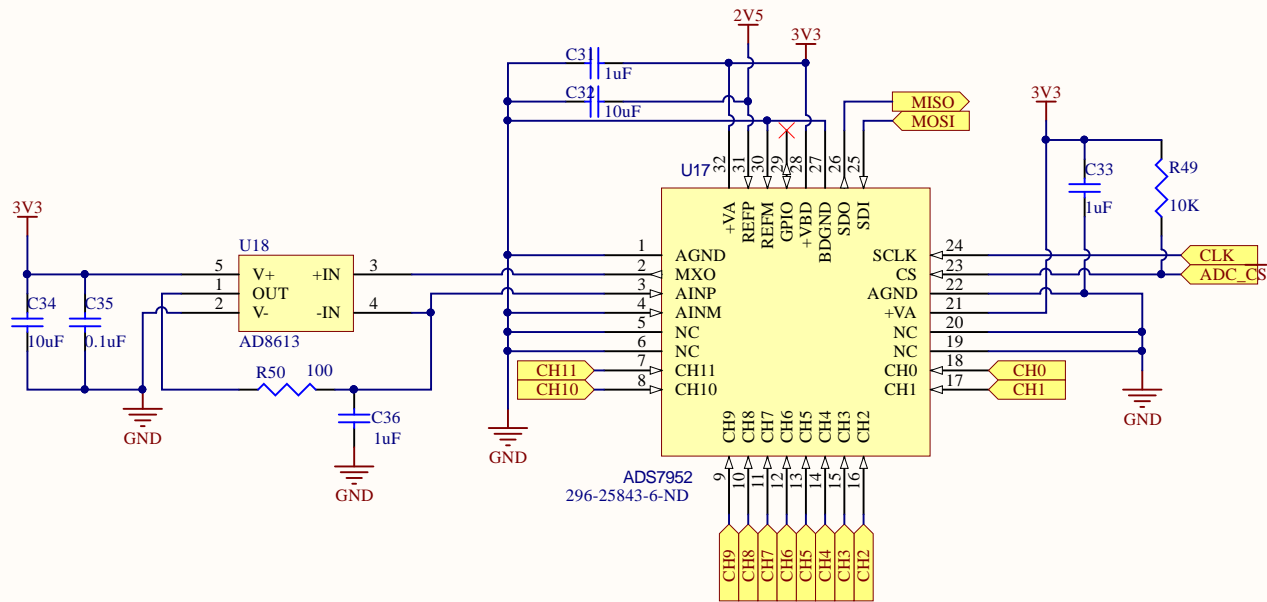 2V5
3V3
C31
1uF
C32
10uF
MISO
MOSI
3V3
U17
32
31
30
29
28
27
26
25
C33
1uF
R49
10K
+VA
REFP
REFM
GPIO
+VBD
BDGND
SDO
SDI
3V3
U18
5 V+ +IN 3
1 OUT
2 V- -IN 4
AD8613
C34
10uF
C35
0.1uF
R50 100
C36
1uF
GND
GND
GND
1 AGND
2 MXO
3 AINP
4 AINM
5 NC
6 NC
CH11 7 CH11
CH10 8 CH10
SCLK 24 CLK
CS 23 ADC_CS
AGND 22
+VA 21
NC 20
NC 19
CH0 18 CH0
CH1 17 CH1
GND
CH9
CH8
CH7
CH6
CH5
CH4
CH3
CH2
ADS7952
296-25843-6-ND
9
10
11
12
13
14
15
16
CH9
CH8
CH7
CH6
CH5
CH4
CH3
CH2